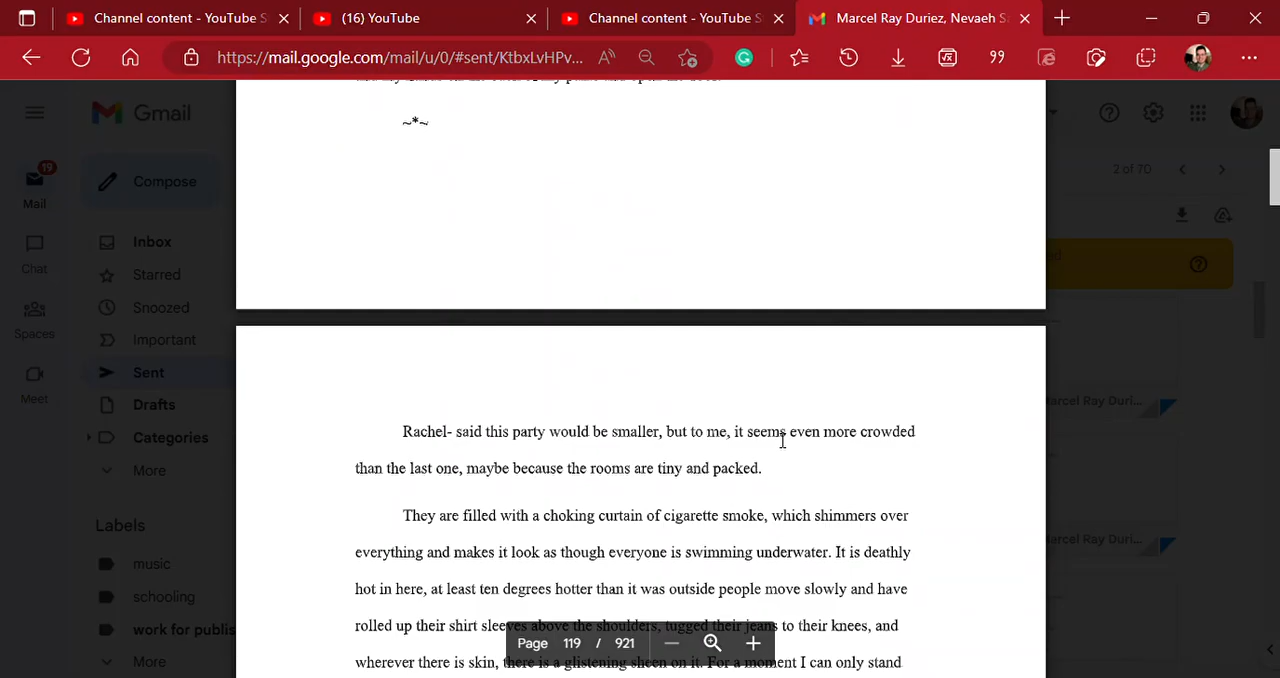 Channel content - YouTube S
(16) YouTube
Channel content - YouTube S
Marcel Ray Duriez, Nevaeh S
https://mail.google.com/mail/u/0/#sent/KtbxLvHPv...
Gmail
2 of 70
19
Mail
Compose
Chat
Inbox
Starred
Spaces
Snoozed
Important
Meet
Sent
Drafts
Categories
More
Labels
music
schooling
work for publis
More
~*~
Rachel- said this party would be smaller, but to me, it seems even more crowded
than the last one, maybe because the rooms are tiny and packed.
They are filled with a choking curtain of cigarette smoke, which shimmers over
everything and makes it look as though everyone is swimming underwater. It is deathly
hot in here, at least ten degrees hotter than it was outside people move slowly and have
rolled up their shirt sleeves above the shoulders, tugged their jeans to their knees, and
wherever there is skin, there is a glistening sheen on it. For a moment I can only stand
Page 119 / 921
arcel Ray Duri...
arcel Ray Duri...